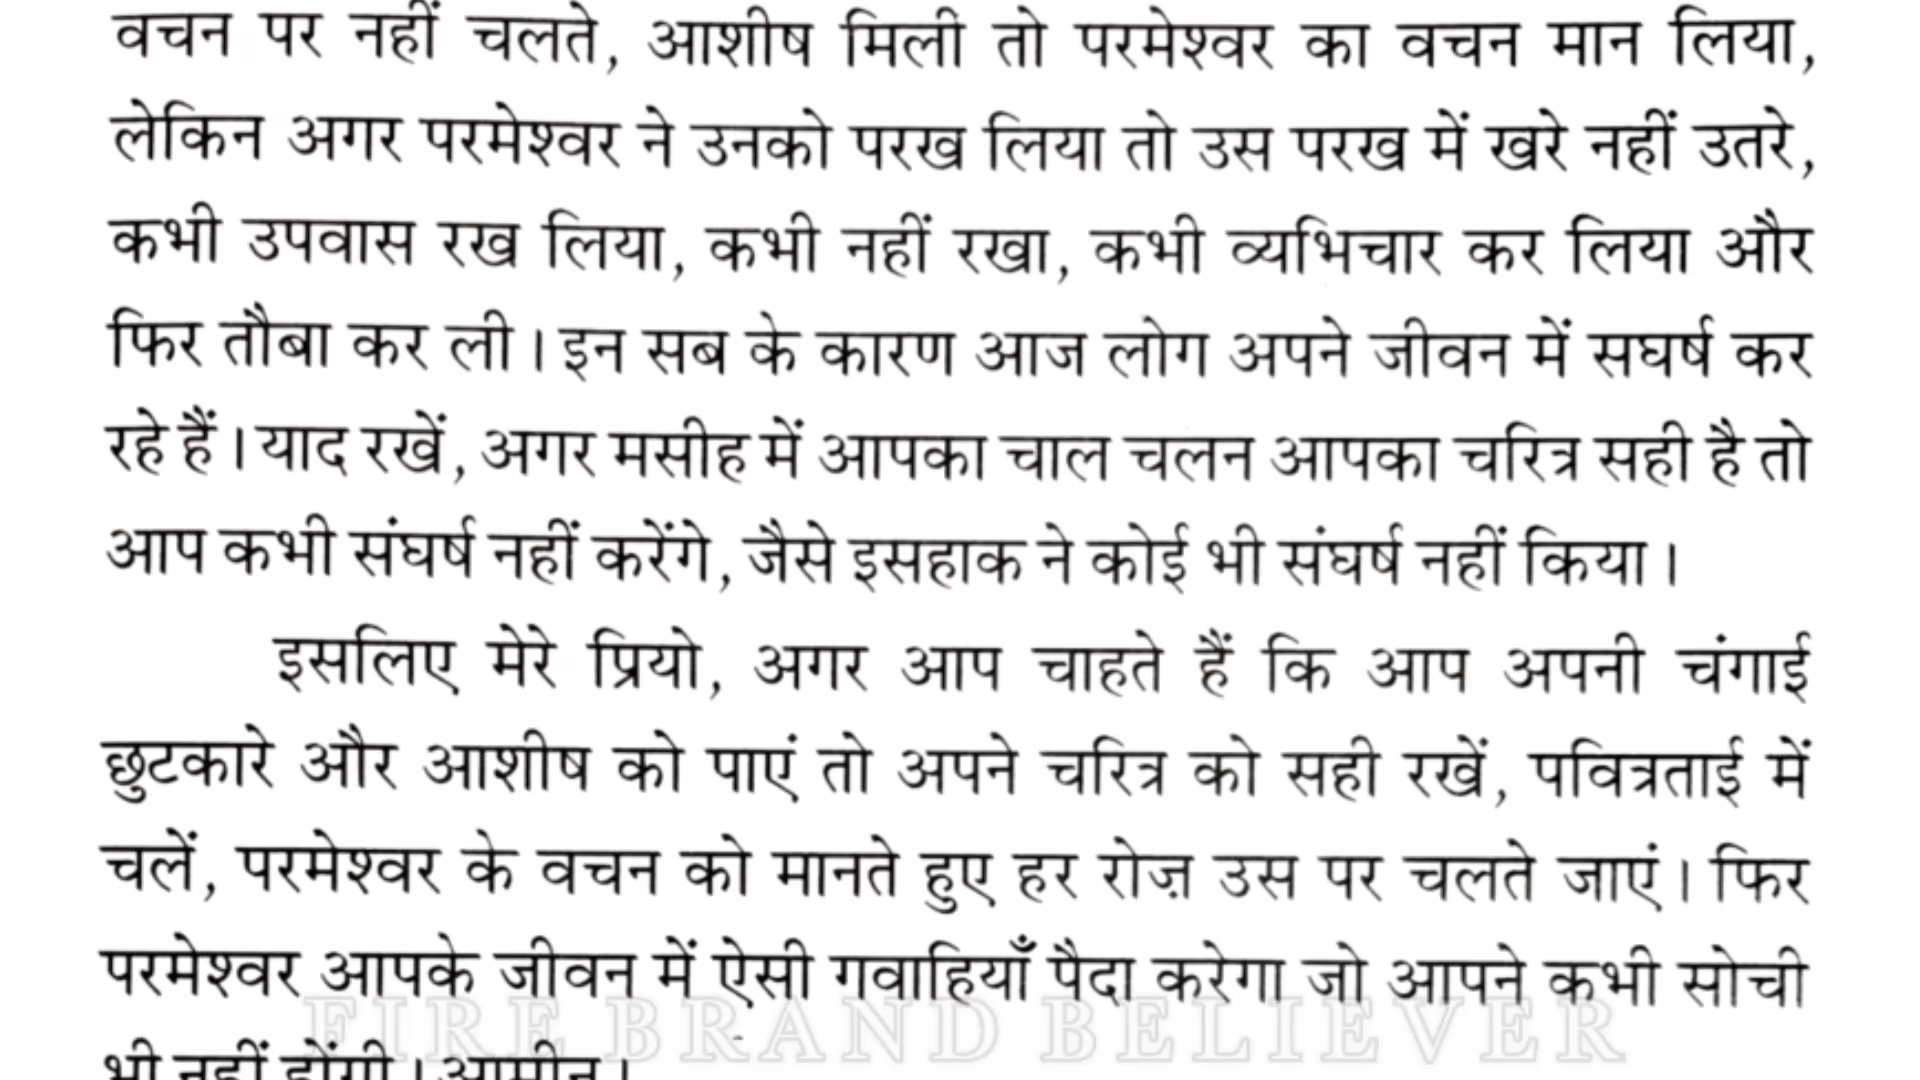 वचन पर नहीं चलते, आशीष मिली तो परमेश्वर का वचन मान लिया,
लेकिन अगर परमेश्वर ने उनको परख लिया तो उस परख में खरे नहीं उतरे,
कभी उपवास रख लिया, कभी नहीं रखा, कभी व्यभिचार कर लिया और
फिर तौबा कर ली। इन सब के कारण आज लोग अपने जीवन में सघर्ष कर
रहे हैं। याद रखें, अगर मसीह में आपका चाल चलन आपका चरित्र सही है तो
आप कभी संघर्ष नहीं करेंगे, जैसे इसहाक ने कोई भी संघर्ष नहीं किया।
इसलिए मेरे प्रियो, अगर आप चाहते हैं कि आप अपनी चंगाई
छुटकारे और आशीष को पाएं तो अपने चरित्र को सही रखें, पवित्रताई में
चलें, परमेश्वर के वचन को मानते हुए हर रोज़ उस पर चलते जाएं। फिर
परमेश्वर आपके जीवन में ऐसी गवाहियाँ पैदा करेगा जो आपने कभी सोची
FIRE BRAND BELIEVER
भी नहीं होंगी। आमीन।